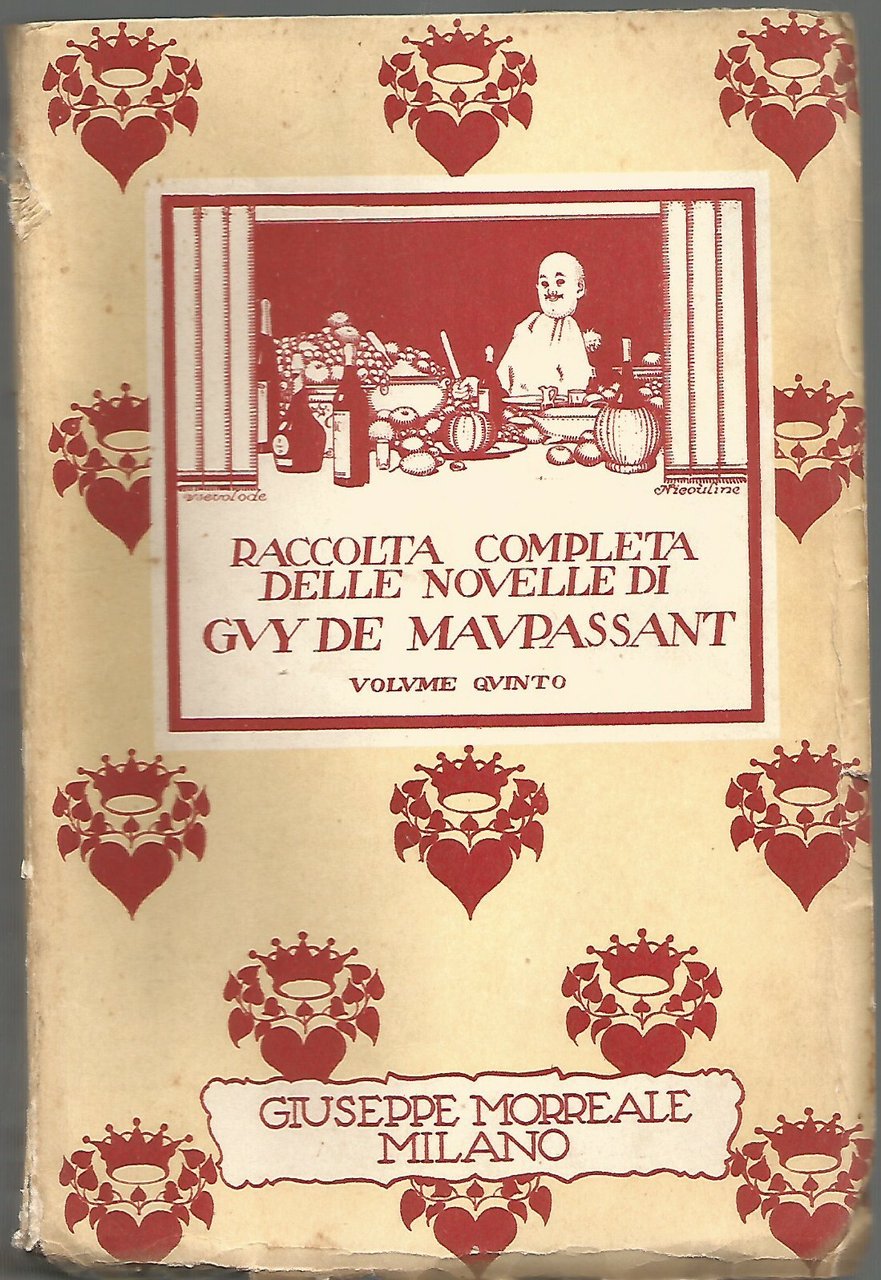 Vsevolode Nicouline
RACCOLTA COMPLETA
DELLE NOVELLE DI
GVY DE MAVPASSANT
VOLVME QVINTO
GIUSEPPE MORREALE
MILANO